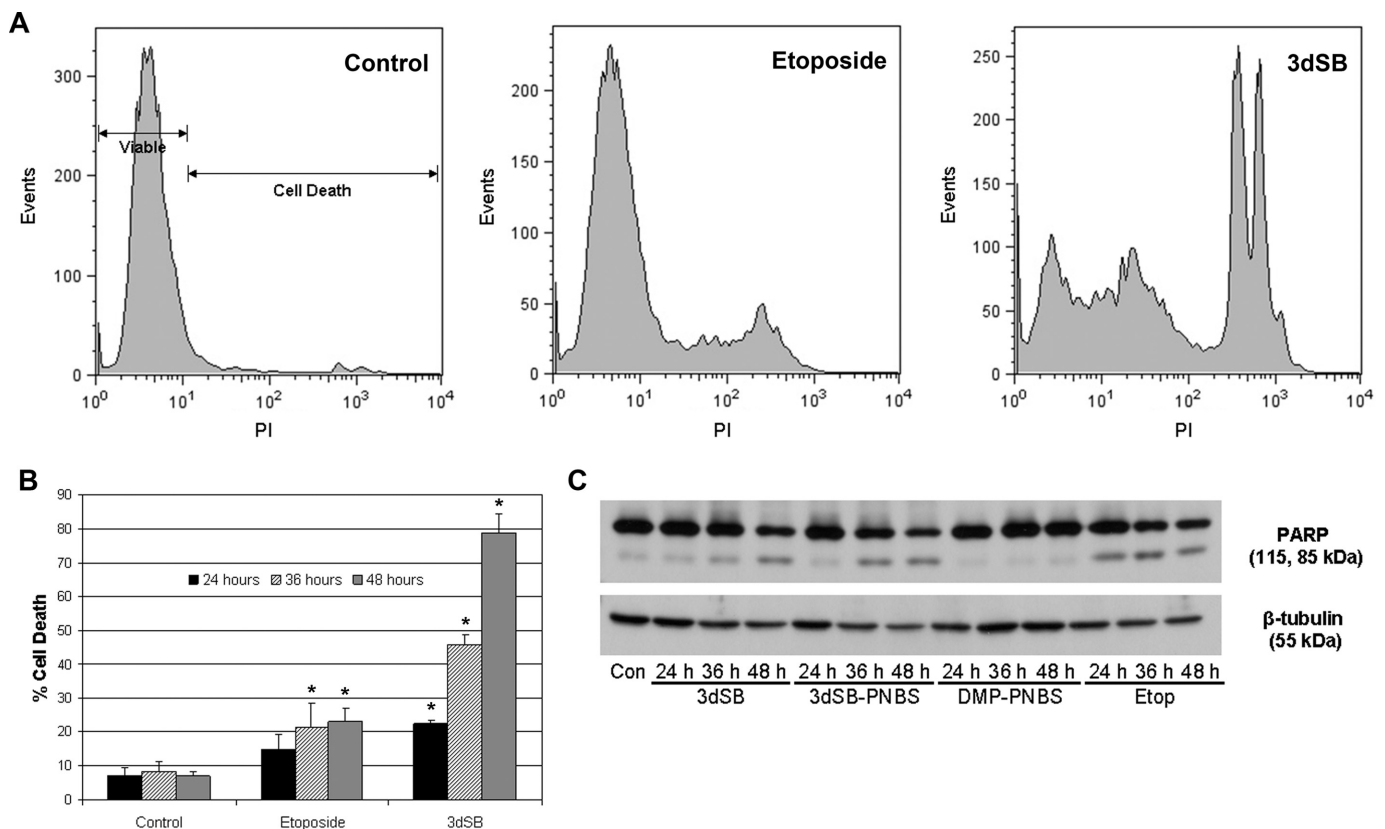 A
Control
Etoposide
3dSB
Events
300
200
100
0
Viable
Cell Death
10⁰ 10¹ 10² 10³ 10⁴
PI
Events
200
150
100
50
0
10⁰ 10¹ 10² 10³ 10⁴
PI
Events
250
200
150
100
50
0
10⁰ 10¹ 10² 10³ 10⁴
PI
B
% Cell Death
90
80
70
60
50
40
30
20
10
0
24 hours 36 hours 48 hours
* * * * *
Control Etoposide 3dSB
C
PARP
(115, 85 kDa)
β-tubulin
(55 kDa)
Con 24 h 36 h 48 h 24 h 36 h 48 h 24 h 36 h 48 h 24 h 36 h 48 h
3dSB 3dSB-PNBS DMP-PNBS Etop